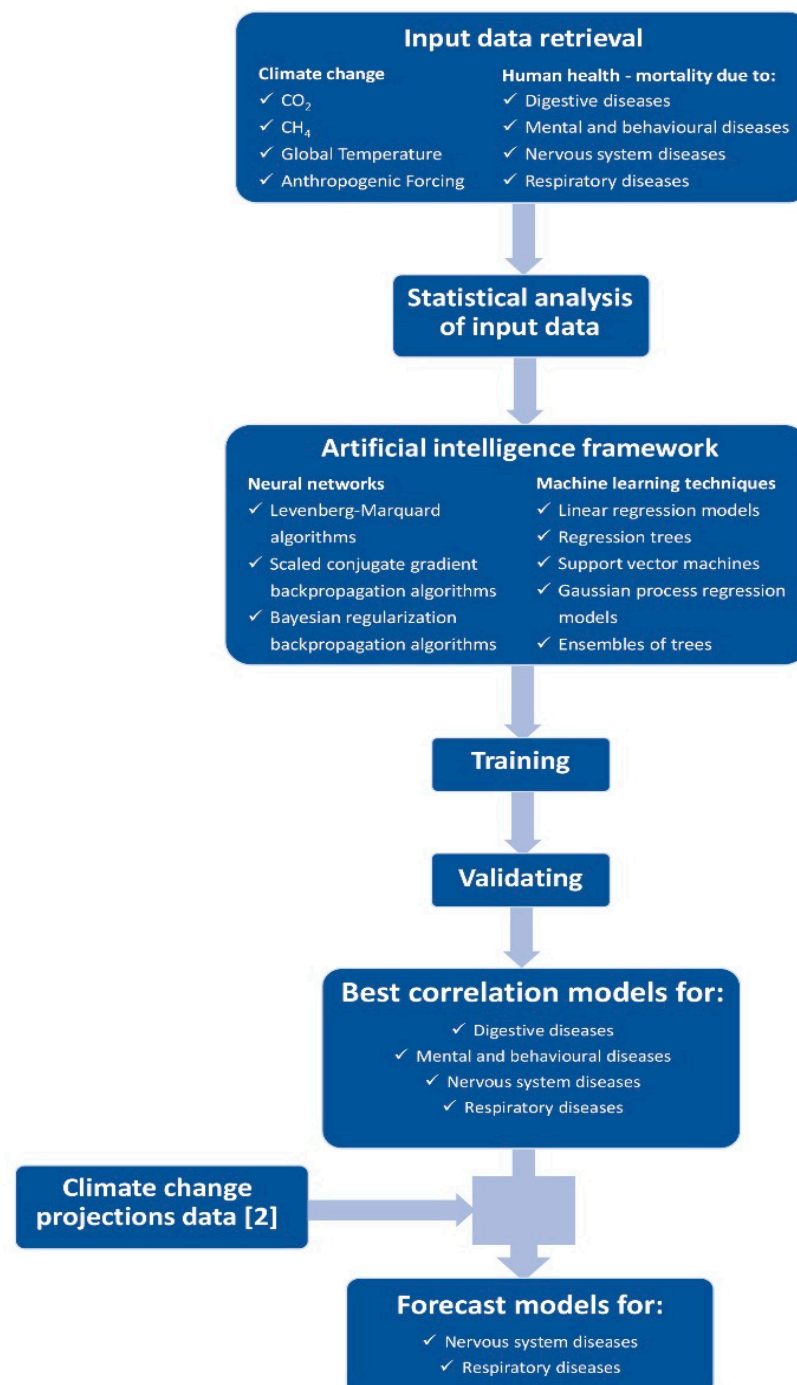 Input data retrieval
Climate change
✓ CO₂
✓ CH₄
✓ Global Temperature
✓ Anthropogenic Forcing
Human health - mortality due to:
✓ Digestive diseases
✓ Mental and behavioural diseases
✓ Nervous system diseases
✓ Respiratory diseases
Statistical analysis
of input data
Artificial intelligence framework
Neural networks
✓ Levenberg-Marquard
algorithms
✓ Scaled conjugate gradient
backpropagation algorithms
✓ Bayesian regularization
backpropagation algorithms
Machine learning techniques
✓ Linear regression models
✓ Regression trees
✓ Support vector machines
✓ Gaussian process regression
models
✓ Ensembles of trees
Training
Validating
Best correlation models for:
✓ Digestive diseases
✓ Mental and behavioural diseases
✓ Nervous system diseases
✓ Respiratory diseases
Climate change
projections data [2]
Forecast models for:
✓ Nervous system diseases
✓ Respiratory diseases